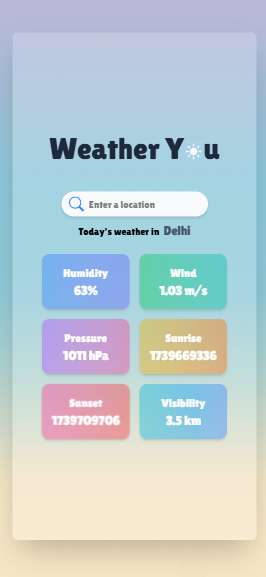 Weather Y☀u
Enter a location
Today's weather in Delhi
Humidity
63%
Wind
1.03 m/s
Pressure
1011 hPa
Sunrise
1739669336
Sunset
1739709706
Visibility
3.5 km